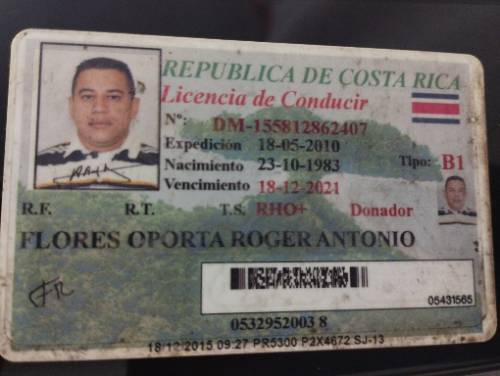 REPUBLICA DE COSTA RICA
Licencia de Conducir
Nº: DM-155812862407
Expedición 18-05-2010
Nacimiento 23-10-1983 Tipo: B1
Vencimiento 18-12-2021
R.F. R.T. T.S. RHO+ Donador
FLORES OPORTA ROGER ANTONIO
05431565
0532952003 8
18/12/2015 09:27 PR5300 P2X4672 SJ-13